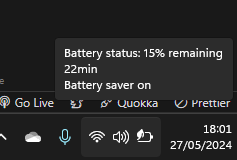 Battery status: 15% remaining
22min
Battery saver on
Go Live
Quokka
Prettier
18:01
27/05/2024